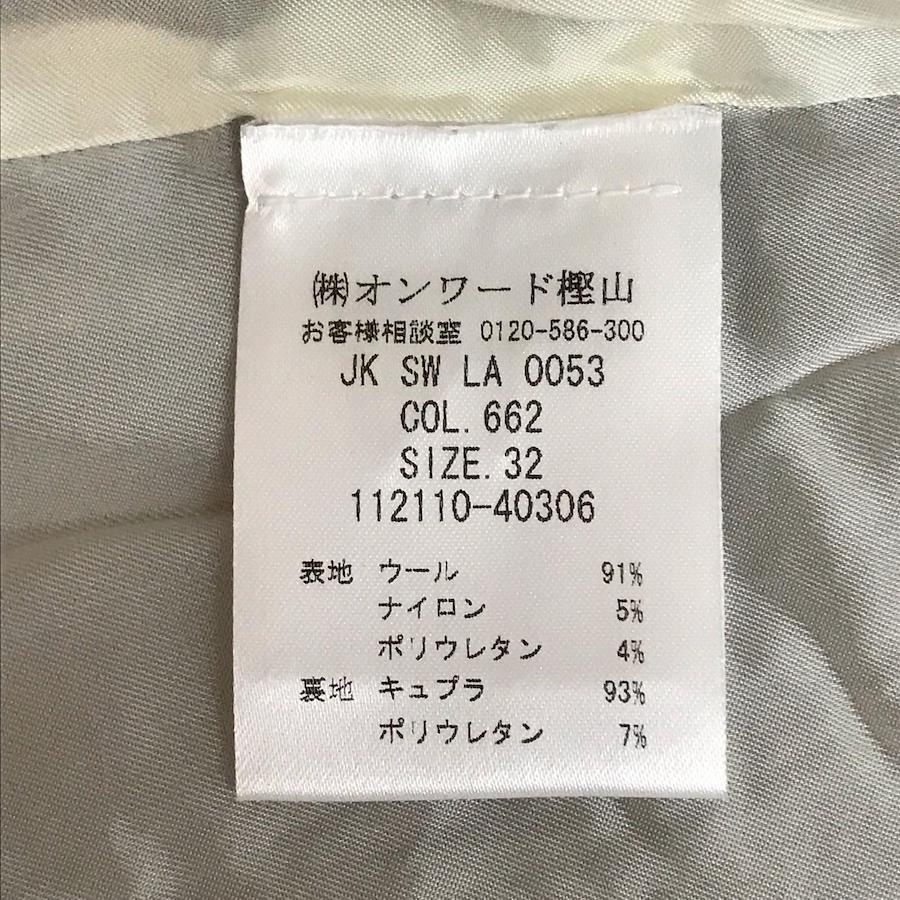 ㈱オンワード樫山
お客様相談室 0120-586-300
JK SW LA 0053
COL. 662
SIZE. 32
112110-40306
表地 ウール 91%
ナイロン 5%
ポリウレタン 4%
裏地 キュプラ 93%
ポリウレタン 7%